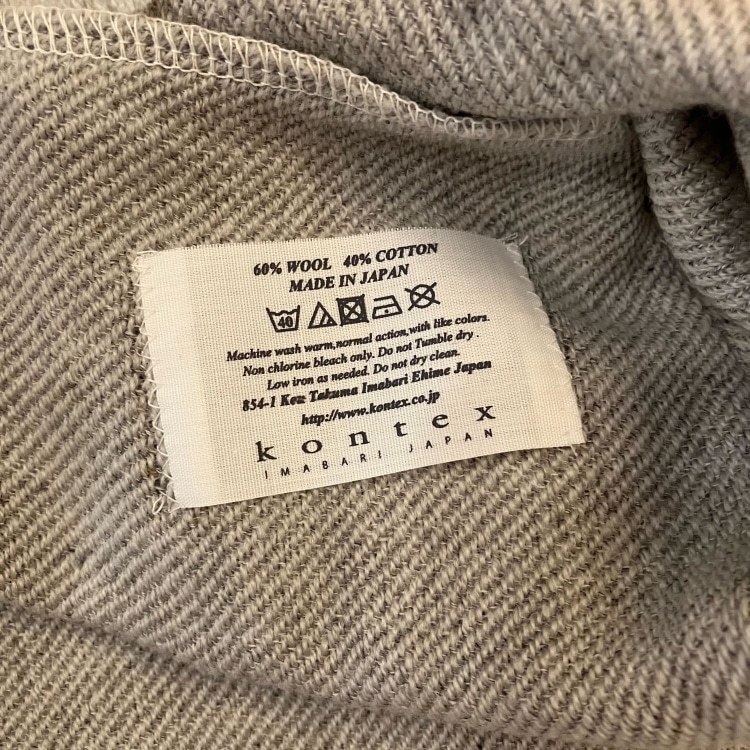 60% WOOL 40% COTTON
MADE IN JAPAN
40
Machine wash warm,normal action,with like colors.
Non chlorine bleach only. Do not Tumble dry .
Low iron as needed. Do not dry clean.
854-1 Kou Takuma Imabari Ehime Japan
http://www.kontex.co.jp
kontex
IMABARI JAPAN